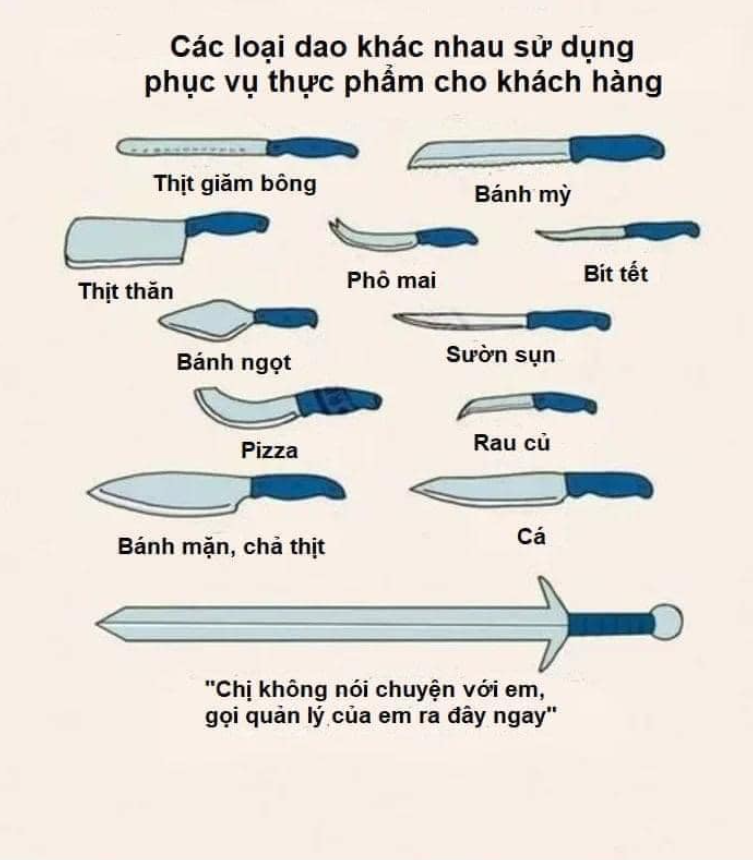 Các loại dao khác nhau sử dụng
phục vụ thực phẩm cho khách hàng
Thịt giăm bông
Bánh mỳ
Thịt thăn
Phô mai
Bít tết
Bánh ngọt
Sườn sụn
Pizza
Rau củ
Bánh mặn, chả thịt
Cá
"Chị không nói chuyện với em,
gọi quản lý của em ra đây ngay"